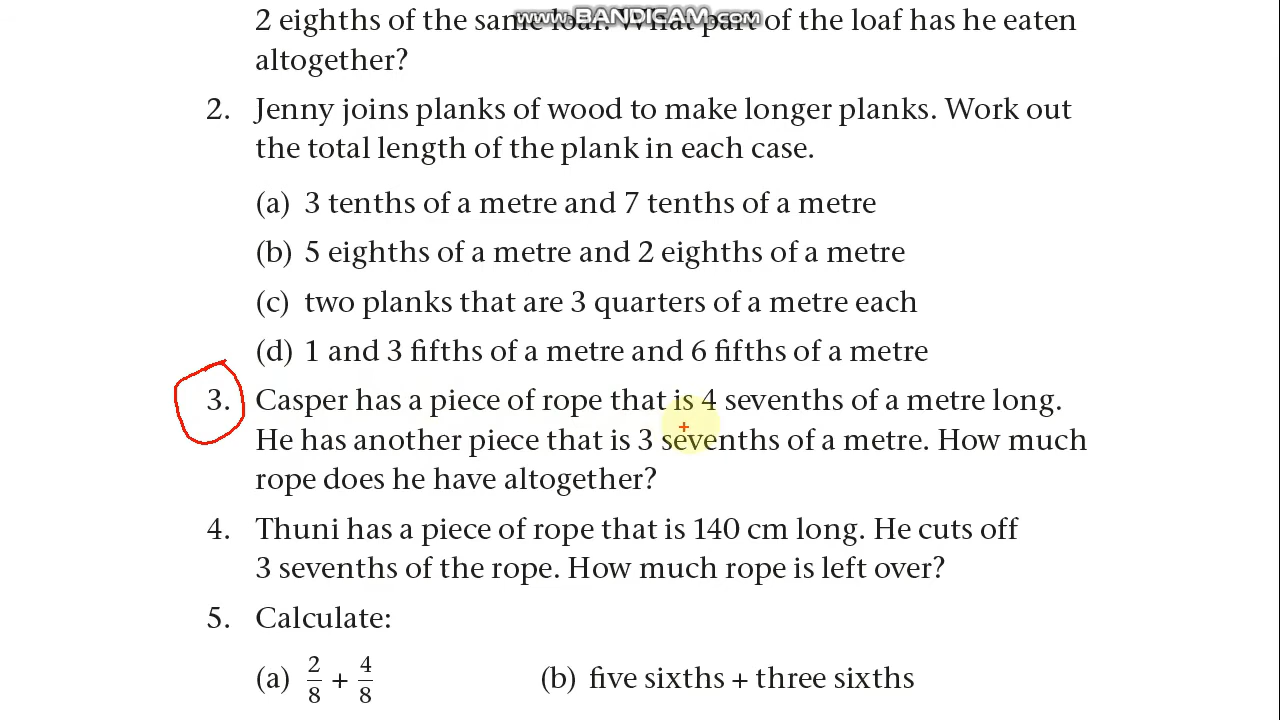 www.BANDICAM.com
2 eighths of the same loaf. What part of the loaf has he eaten
altogether?
2. Jenny joins planks of wood to make longer planks. Work out
the total length of the plank in each case.
(a) 3 tenths of a metre and 7 tenths of a metre
(b) 5 eighths of a metre and 2 eighths of a metre
(c) two planks that are 3 quarters of a metre each
(d) 1 and 3 fifths of a metre and 6 fifths of a metre
3. Casper has a piece of rope that is 4 sevenths of a metre long.
He has another piece that is 3 sevenths of a metre. How much
rope does he have altogether?
4. Thuni has a piece of rope that is 140 cm long. He cuts off
3 sevenths of the rope. How much rope is left over?
5. Calculate:
(a) 2/8 + 4/8 (b) five sixths + three sixths